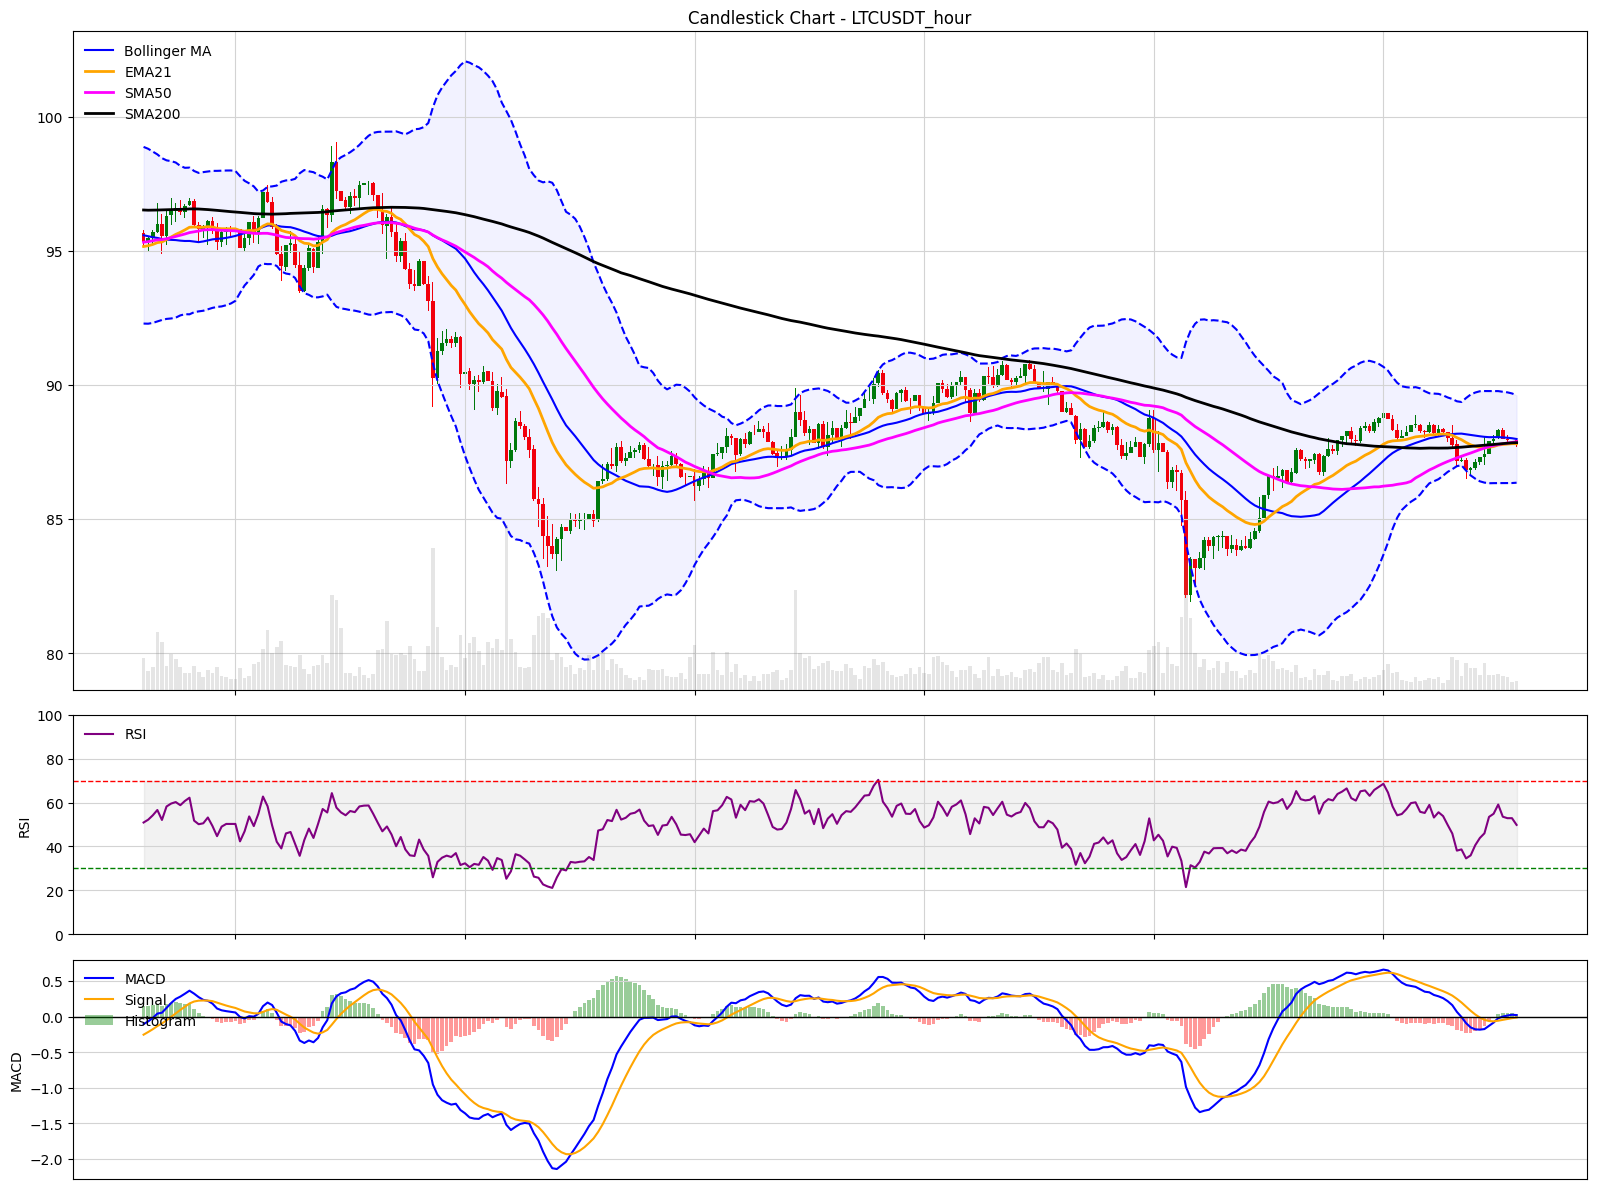 Candlestick Chart - LTCUSDT_hour
Bollinger MA
EMA21
SMA50
SMA200
100
95
90
85
80
RSI
100
80
60
40
20
0
RSI
MACD
Signal
Histogram
0.5
0.0
−0.5
−1.0
−1.5
−2.0
MACD